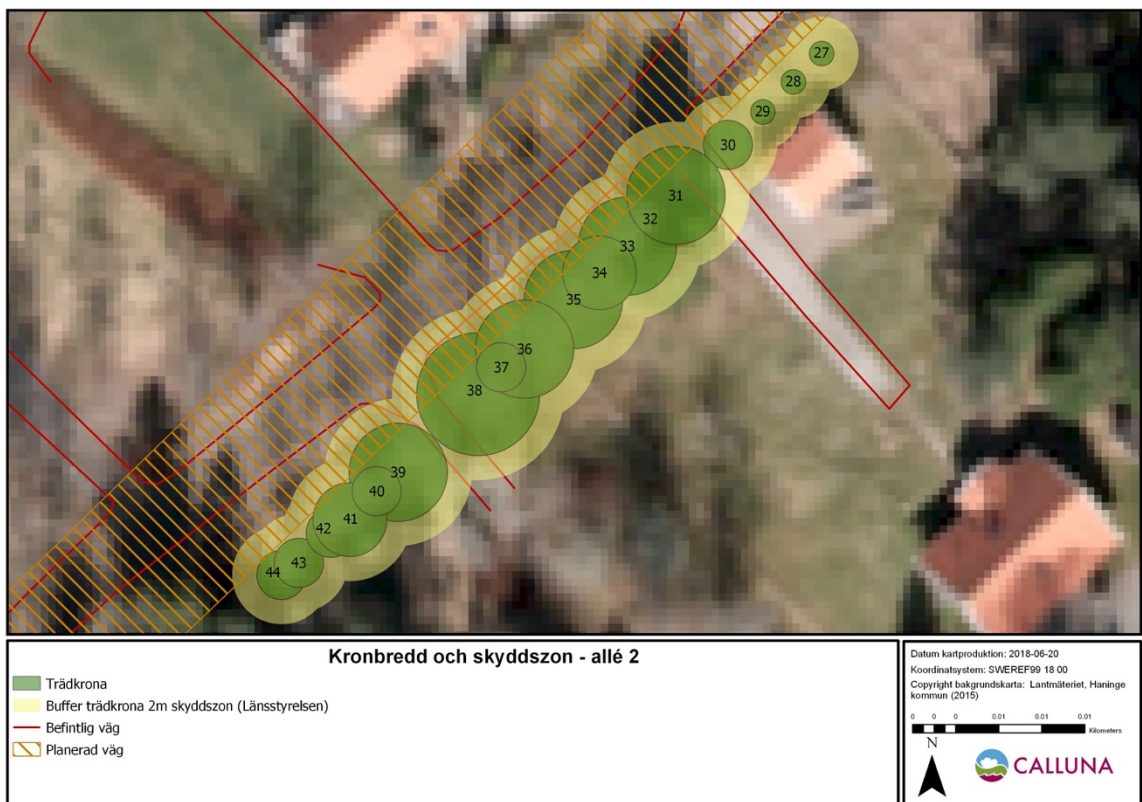 27
28
29
30
31
32
33
34
35
36
37
38
39
40
41
42
43
44
Kronbredd och skyddszon - allé 2
Trädkrona
Buffer trädkrona 2m skyddszon (Länsstyrelsen)
Befintlig väg
Planerad väg
Datum kartproduktion: 2018-06-20
Koordinatsystem: SWEREF99 18 00
Copyright bakgrundskarta: Lantmäteriet, Haninge
kommun (2015)
0 0 0 0.01 0.01 0.01
Kilometers
N
CALLUNA